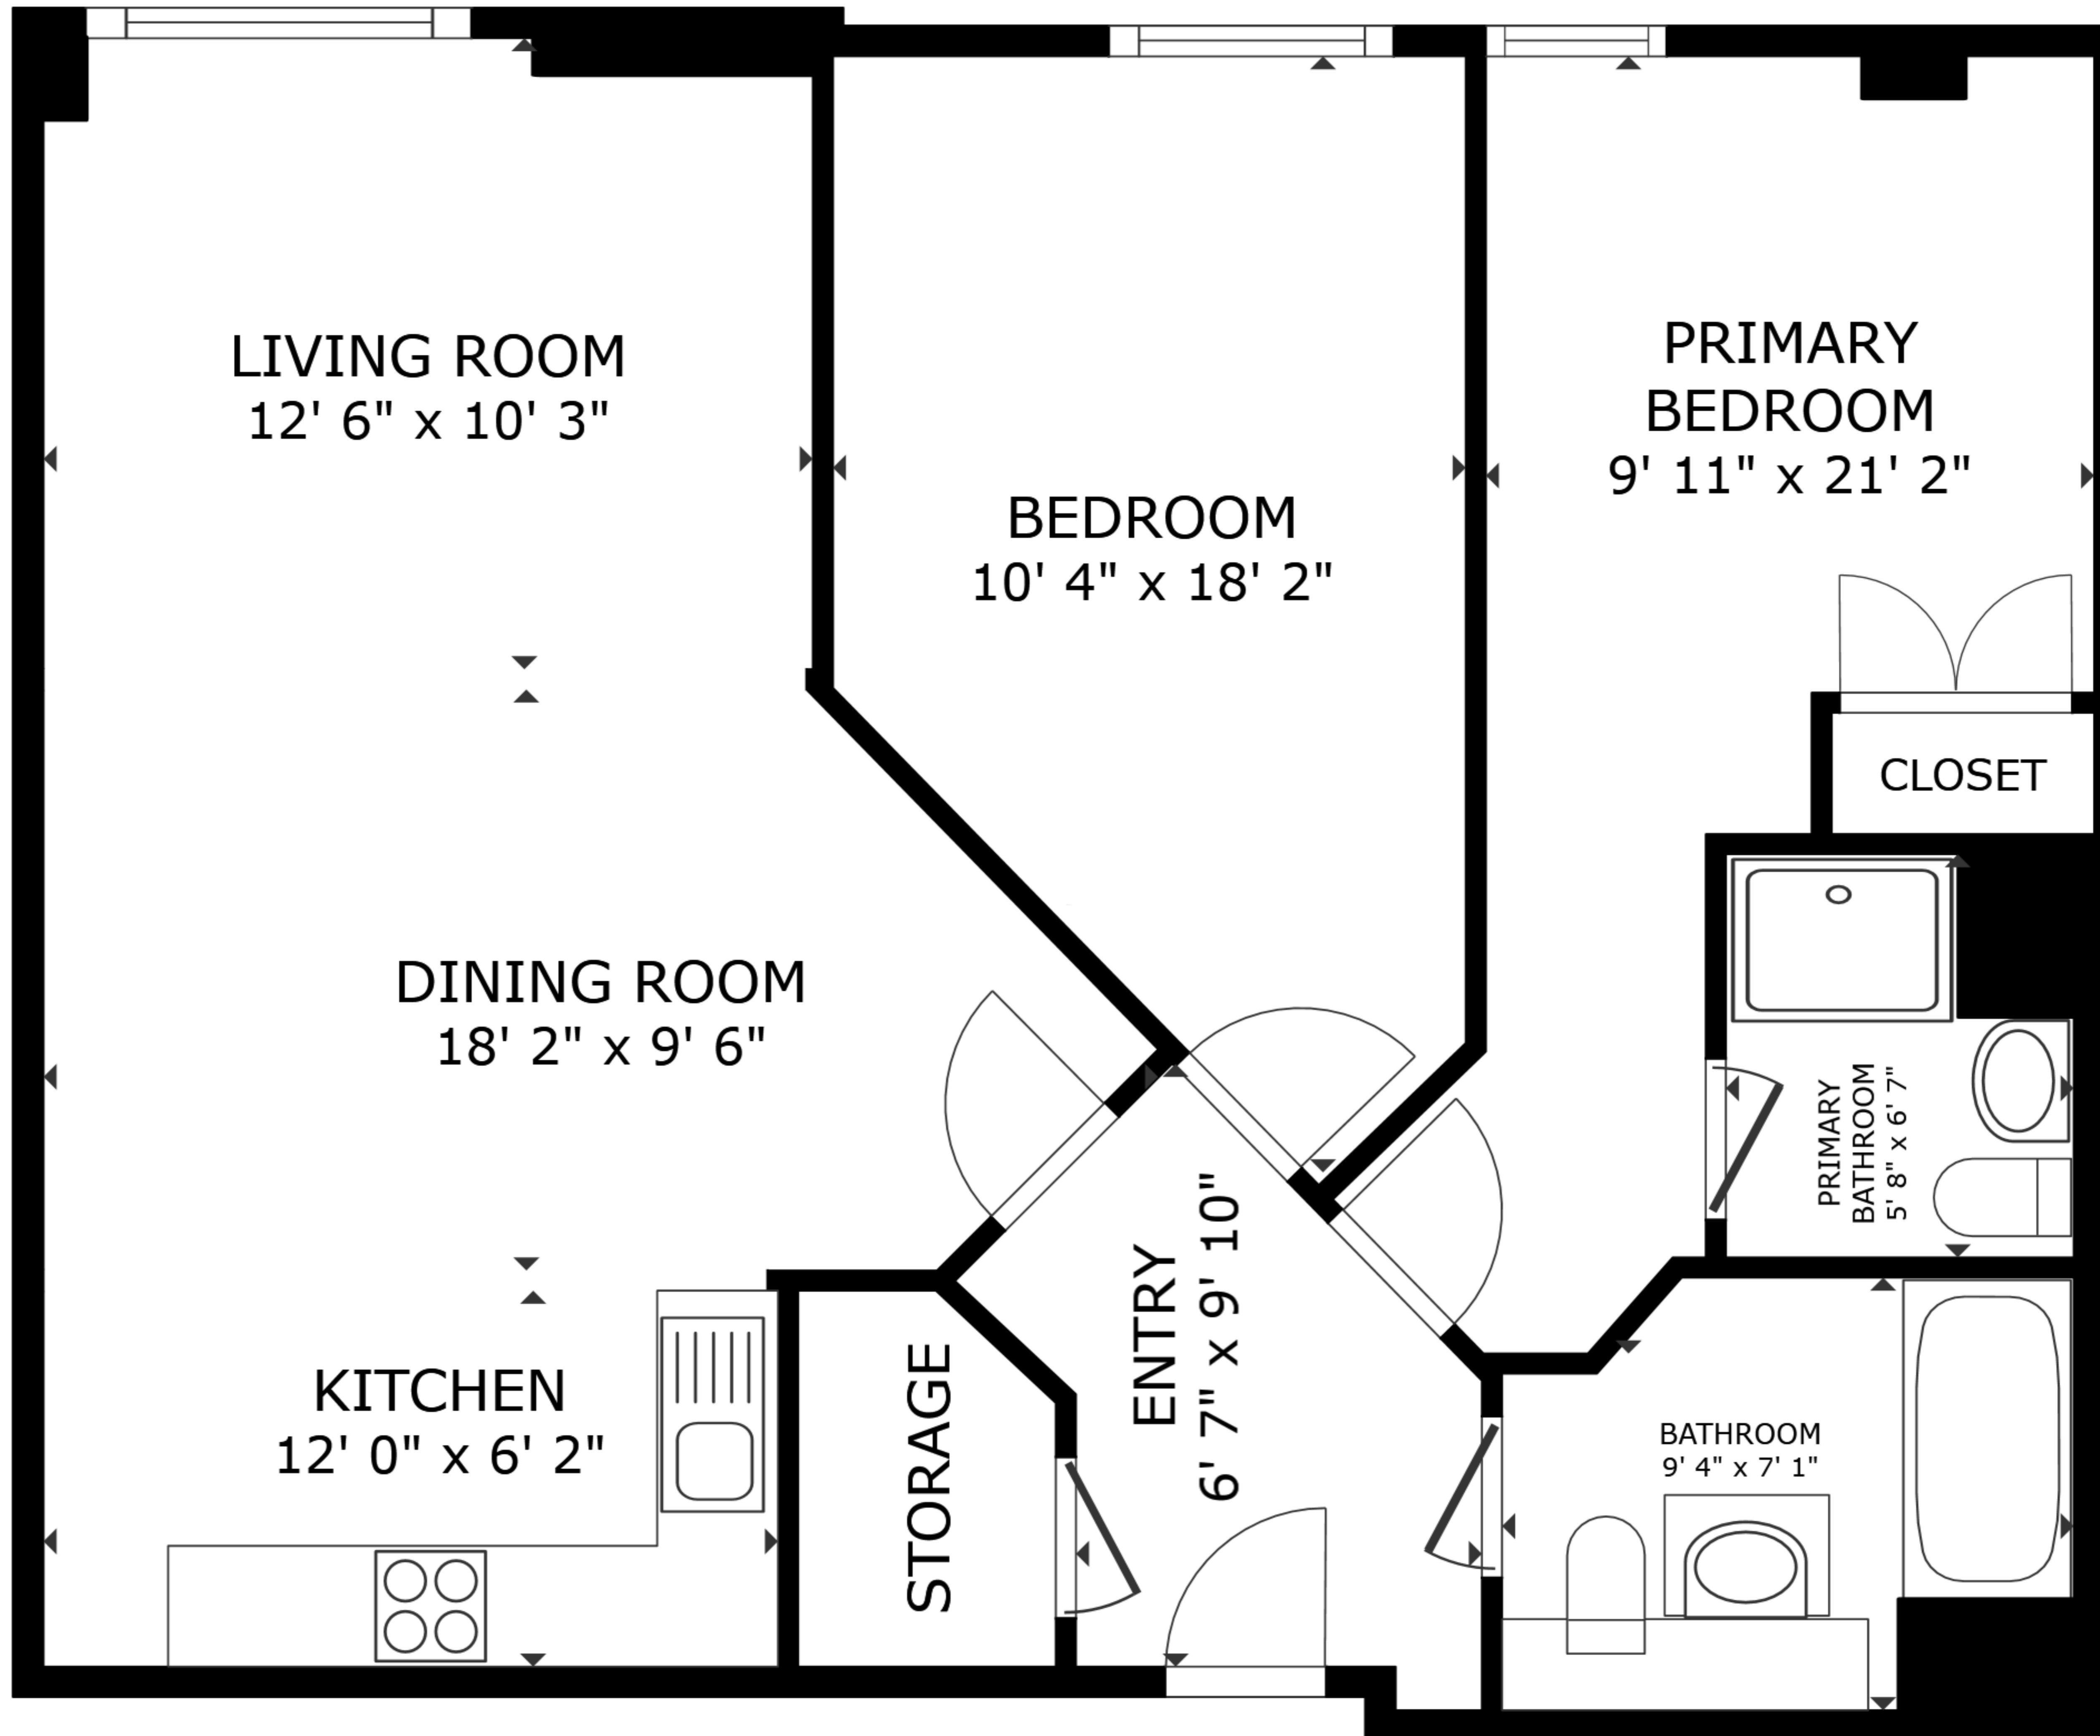 LIVING ROOM
12' 6" x 10' 3"
PRIMARY
BEDROOM
9' 11" x 21' 2"
BEDROOM
10' 4" x 18' 2"
CLOSET
DINING ROOM
18' 2" x 9' 6"
PRIMARY
BATHROOM
5' 8" x 6' 7"
KITCHEN
12' 0" x 6' 2"
STORAGE
ENTRY
6' 7" x 9' 10"
BATHROOM
9' 4" x 7' 1"